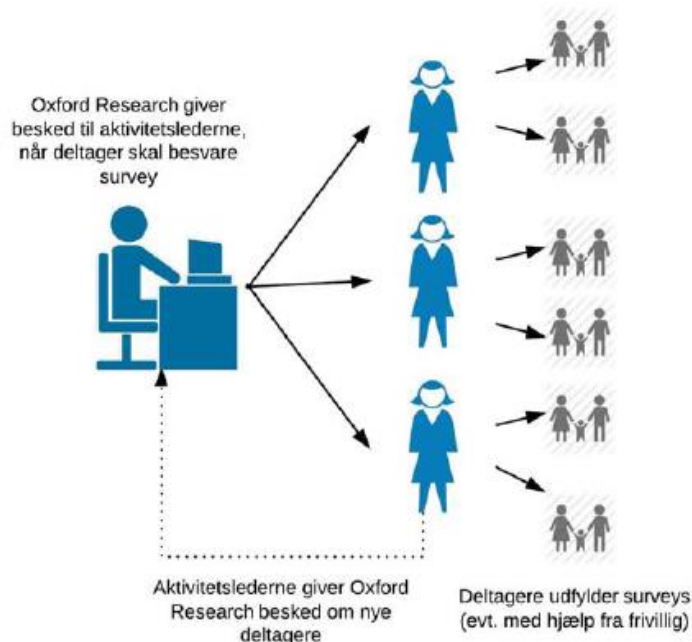 Oxford Research giver
besked til aktivitetslederne,
når deltager skal besvare
survey
Aktivitetslederne giver Oxford
Research besked om nye
deltagere
Deltagere udfylder surveys
(evt. med hjælp fra frivillig)